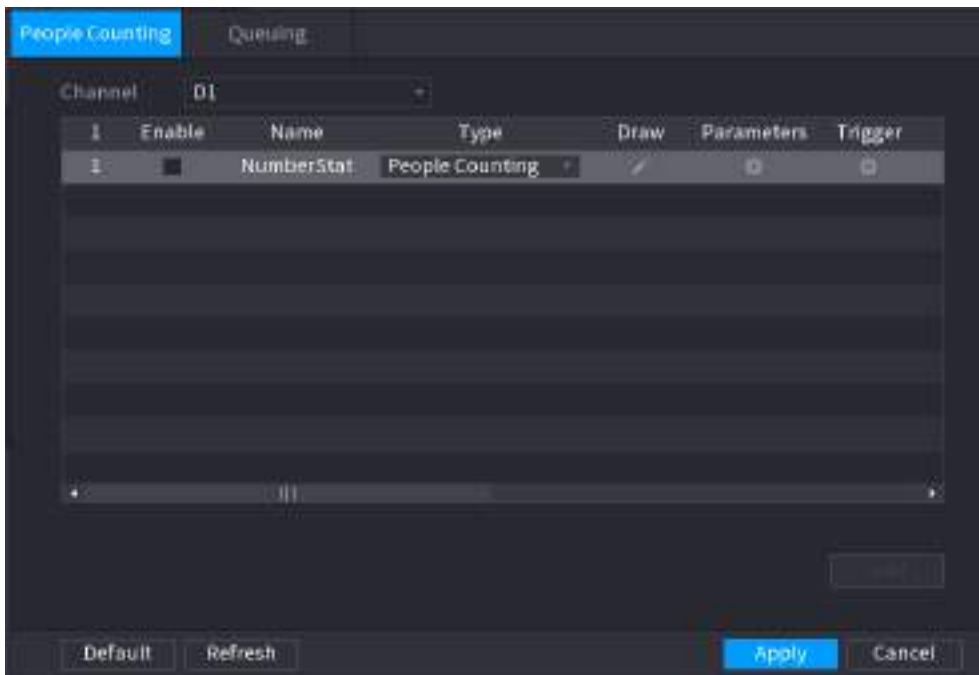 People Counting Queuing
Channel D1
1 Enable Name Type Draw Parameters Trigger
1 NumberStat People Counting
Default Refresh Apply Cancel